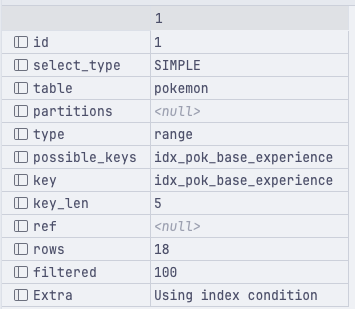 1
id 1
select_type SIMPLE
table pokemon
partitions <null>
type range
possible_keys idx_pok_base_experience
key idx_pok_base_experience
key_len 5
ref <null>
rows 18
filtered 100
Extra Using index condition